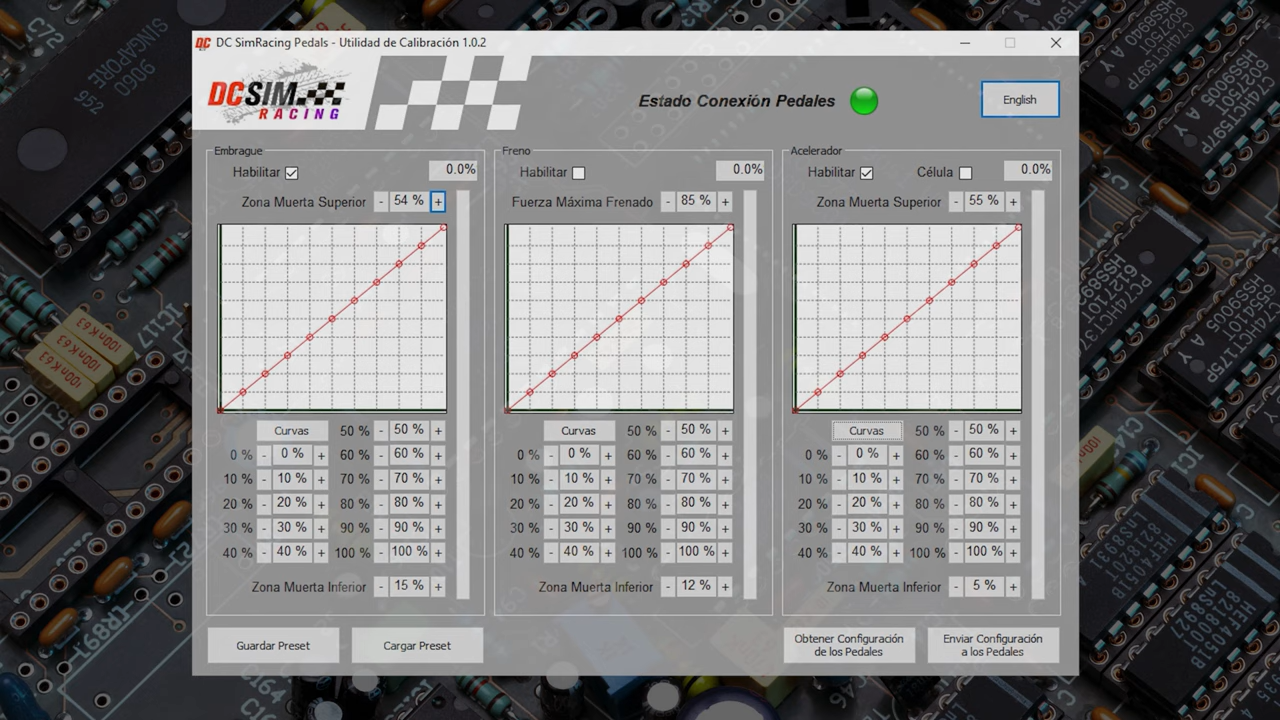 DC DC SimRacing Pedals - Utilidad de Calibración 1.0.2
DCSIM
RACING
Estado Conexión Pedales
English
Embrague
Habilitar
0.0%
Zona Muerta Superior - 54 % +
Curvas 50 % - 50 % +
0 % - 0 % + 60 % - 60 % +
10 % - 10 % + 70 % - 70 % +
20 % - 20 % + 80 % - 80 % +
30 % - 30 % + 90 % - 90 % +
40 % - 40 % + 100 % - 100 % +
Zona Muerta Inferior - 15 % +
Freno
Habilitar
0.0%
Fuerza Máxima Frenado - 85 % +
Curvas 50 % - 50 % +
0 % - 0 % + 60 % - 60 % +
10 % - 10 % + 70 % - 70 % +
20 % - 20 % + 80 % - 80 % +
30 % - 30 % + 90 % - 90 % +
40 % - 40 % + 100 % - 100 % +
Zona Muerta Inferior - 12 % +
Acelerador
Habilitar Célula
0.0%
Zona Muerta Superior - 55 % +
Curvas 50 % - 50 % +
0 % - 0 % + 60 % - 60 % +
10 % - 10 % + 70 % - 70 % +
20 % - 20 % + 80 % - 80 % +
30 % - 30 % + 90 % - 90 % +
40 % - 40 % + 100 % - 100 % +
Zona Muerta Inferior - 5 % +
Guardar Preset
Cargar Preset
Obtener Configuración
de los Pedales
Enviar Configuración
a los Pedales
SINGAPORE
9060
IC117
100nK63
100nK63
100nK63